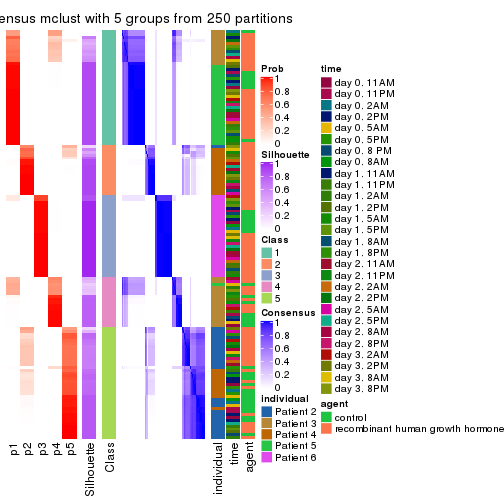 ensus mclust with 5 groups from 250 partitions
Prob
1
0.8
0.6
0.4
0.2
0
Silhouette
1
0.8
0.6
0.4
0.2
0
Class
1
2
3
4
5
Consensus
1
0.8
0.6
0.4
0.2
0
individual
Patient 2
Patient 3
Patient 4
Patient 5
Patient 6
time
day 0. 11AM
day 0. 11PM
day 0. 2AM
day 0. 2PM
day 0. 5AM
day 0. 5PM
day 0. 8 PM
day 0. 8AM
day 1. 11AM
day 1. 11PM
day 1. 2AM
day 1. 2PM
day 1. 5AM
day 1. 5PM
day 1. 8AM
day 1. 8PM
day 2. 11AM
day 2. 11PM
day 2. 2AM
day 2. 2PM
day 2. 5AM
day 2. 5PM
day 2. 8AM
day 2. 8PM
day 3. 2AM
day 3. 2PM
day 3. 8AM
day 3. 8PM
agent
control
recombinant human growth hormone
p1
p2
p3
p4
p5
Silhouette
Class
individual
time
agent